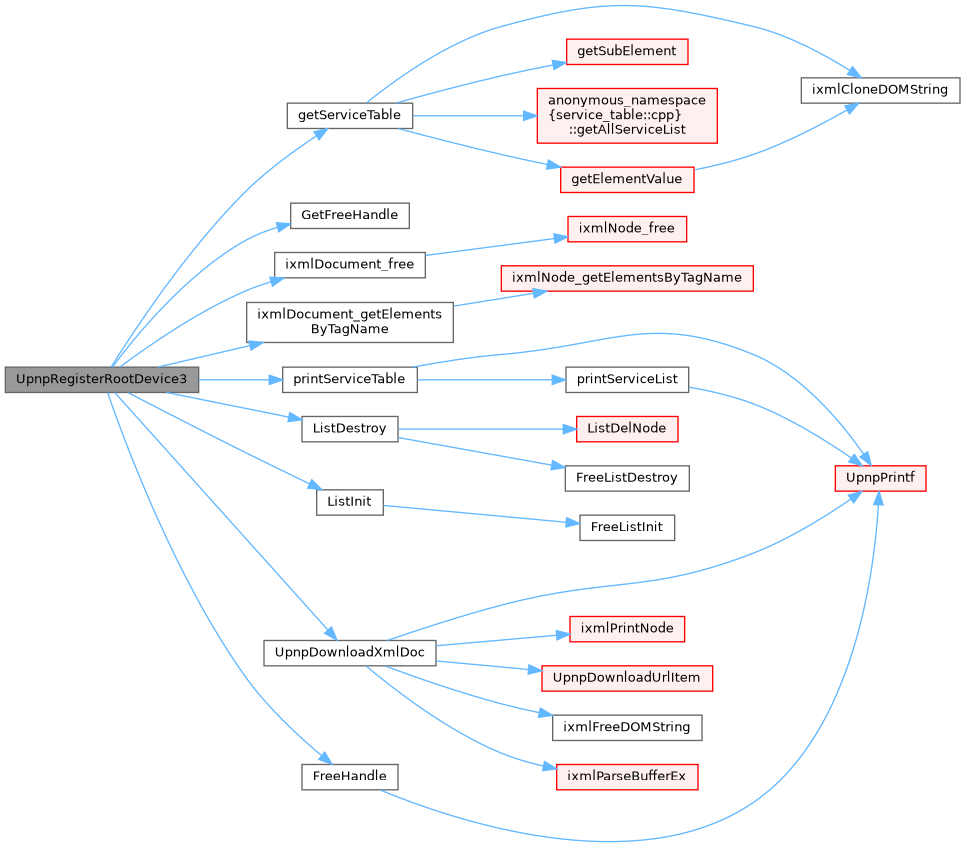 getSubElement
ixmlCloneDOMString
anonymous_namespace
{service_table::cpp}
::getAllServiceList
getServiceTable
getElementValue
GetFreeHandle
ixmlNode_free
ixmlDocument_free
ixmlNode_getElementsByTagName
ixmlDocument_getElements
ByTagName
UpnpRegisterRootDevice3
printServiceTable
printServiceList
ListDestroy
ListDelNode
UpnpPrintf
FreeListDestroy
ListInit
FreeListInit
ixmlPrintNode
UpnpDownloadXmlDoc
UpnpDownloadUrlItem
ixmlFreeDOMString
FreeHandle
ixmlParseBufferEx